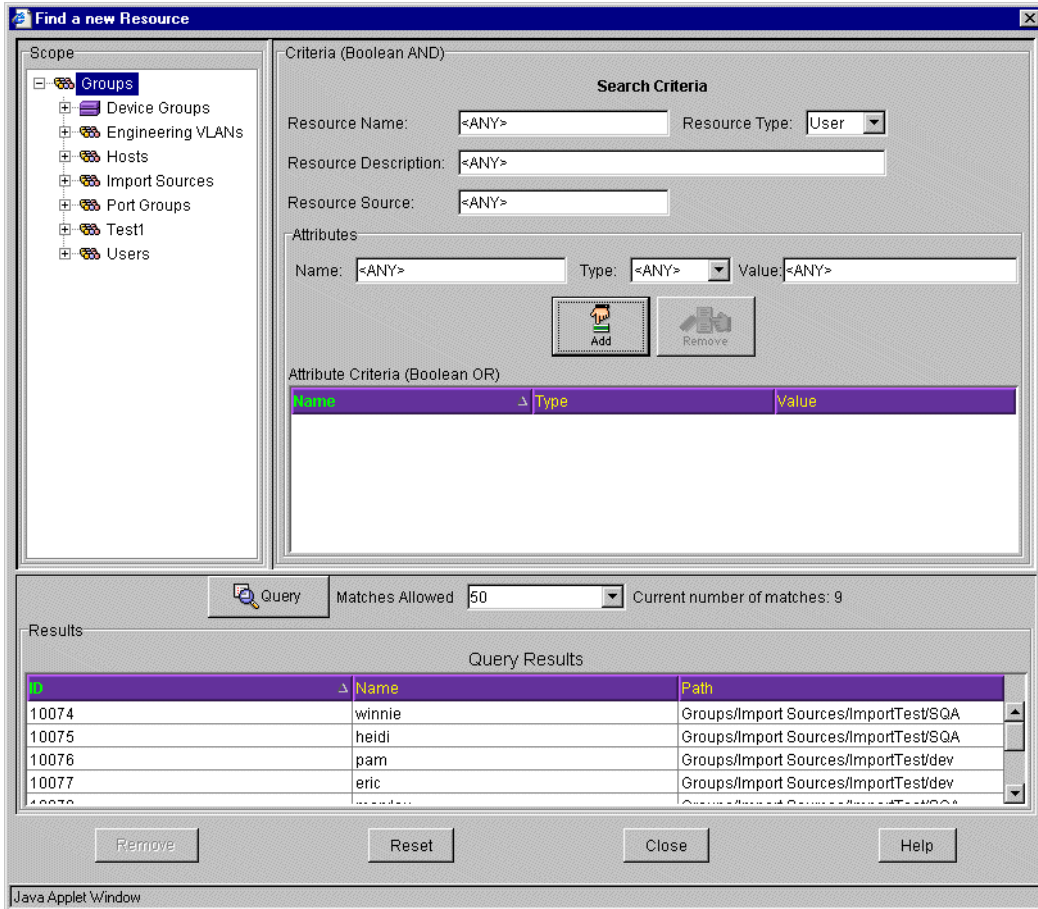 Find a new Resource
Scope
Groups
Device Groups
Engineering VLANs
Hosts
Import Sources
Port Groups
Test1
Users
Criteria (Boolean AND)
Search Criteria
Resource Name: <ANY> Resource Type: User
Resource Description: <ANY>
Resource Source: <ANY>
Attributes
Name: <ANY> Type: <ANY> Value: <ANY>
Add Remove
Attribute Criteria (Boolean OR)
Name Type Value
Query Matches Allowed 50 Current number of matches: 9
Results
Query Results
ID Name Path
10074 winnie Groups/Import Sources/ImportTest/SQA
10075 heidi Groups/Import Sources/ImportTest/SQA
10076 pam Groups/Import Sources/ImportTest/dev
10077 eric Groups/Import Sources/ImportTest/dev
Remove Reset Close Help
Java Applet Window